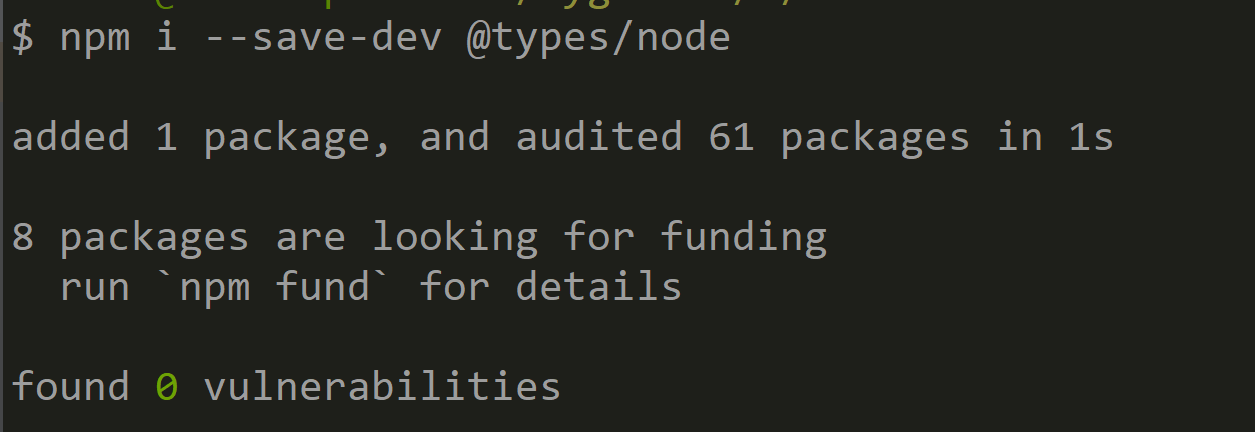 $ npm i --save-dev @types/node
added 1 package, and audited 61 packages in 1s
8 packages are looking for funding
  run `npm fund` for details
found 0 vulnerabilities